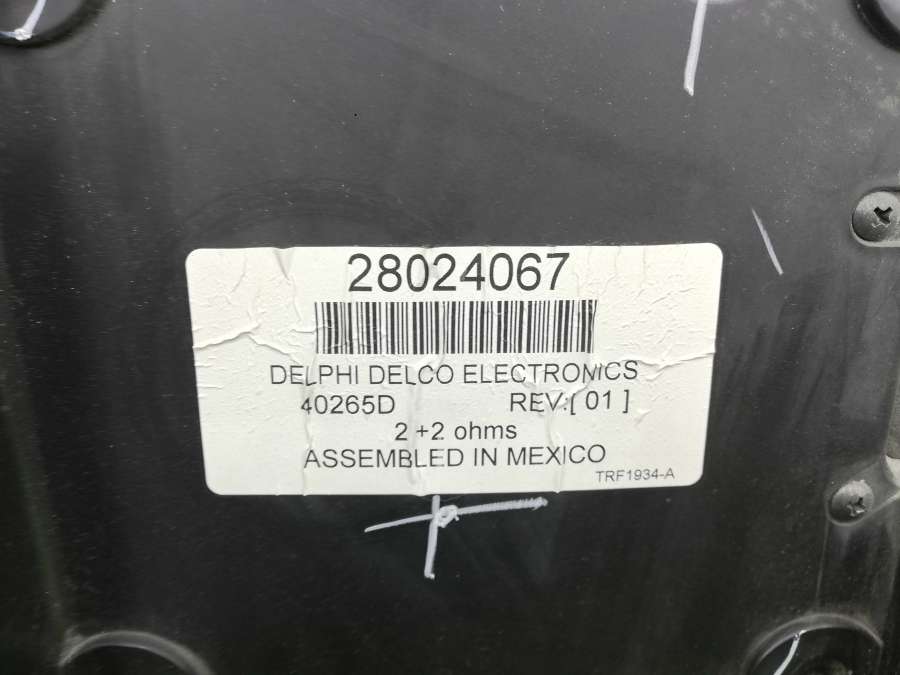 28024067
DELPHI DELCO ELECTRONICS
40265D REV:[ 01 ]
2 +2 ohms
ASSEMBLED IN MEXICO
TRF1934-A